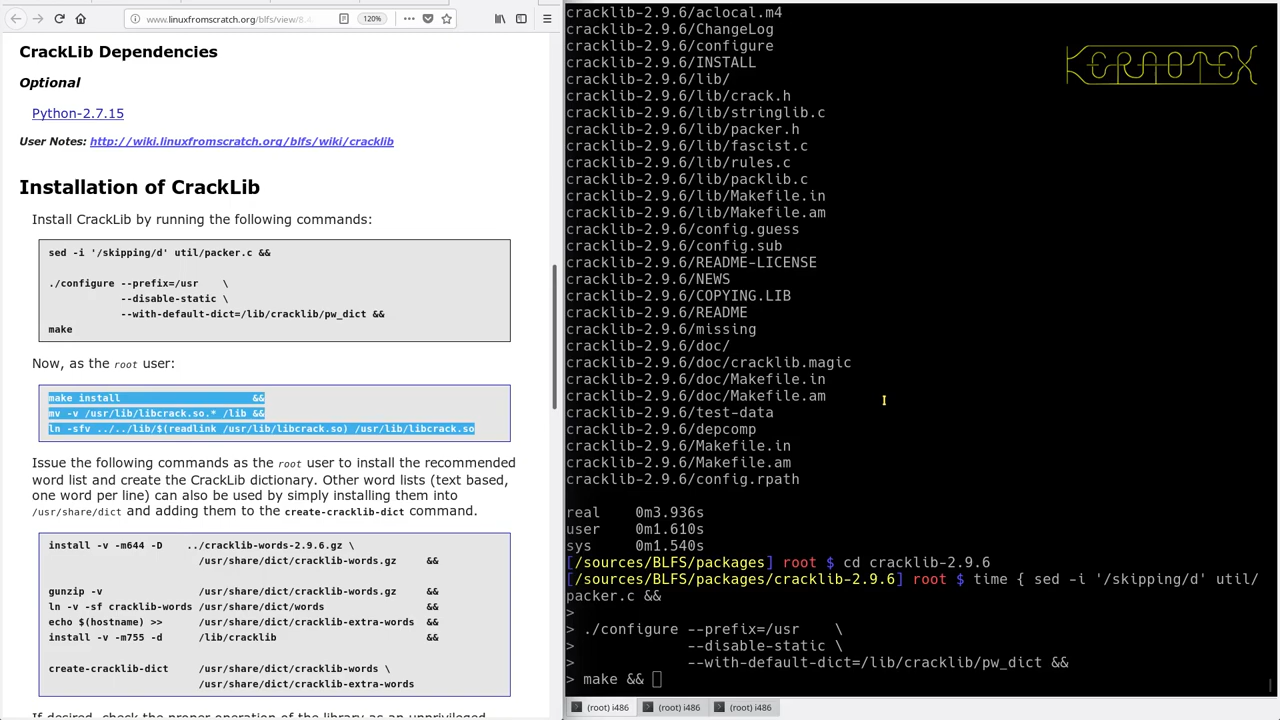 www.linuxfromscratch.org/blfs/view/8.4
120%
CrackLib Dependencies
Optional
Python-2.7.15
User Notes: http://wiki.linuxfromscratch.org/blfs/wiki/cracklib
Installation of CrackLib
Install CrackLib by running the following commands:
sed -i '/skipping/d' util/packer.c &&
./configure --prefix=/usr    \
            --disable-static \
            --with-default-dict=/lib/cracklib/pw_dict &&
make
Now, as the root user:
make install                      &&
mv -v /usr/lib/libcrack.so.* /lib &&
ln -sfv ../../lib/$(readlink /usr/lib/libcrack.so) /usr/lib/libcrack.so
Issue the following commands as the root user to install the recommended
word list and create the CrackLib dictionary. Other word lists (text based,
one word per line) can also be used by simply installing them into
/usr/share/dict and adding them to the create-cracklib-dict command.
install -v -m644 -D    ../cracklib-words-2.9.6.gz \
                         /usr/share/dict/cracklib-words.gz     &&
gunzip -v                /usr/share/dict/cracklib-words.gz     &&
ln -v -sf cracklib-words /usr/share/dict/words                 &&
echo $(hostname) >>      /usr/share/dict/cracklib-extra-words  &&
install -v -m755 -d      /lib/cracklib                         &&
create-cracklib-dict     /usr/share/dict/cracklib-words \
                         /usr/share/dict/cracklib-extra-words
If desired, check the proper operation of the library as an unprivileged
KERAOTEX
cracklib-2.9.6/aclocal.m4
cracklib-2.9.6/ChangeLog
cracklib-2.9.6/configure
cracklib-2.9.6/INSTALL
cracklib-2.9.6/lib/
cracklib-2.9.6/lib/crack.h
cracklib-2.9.6/lib/stringlib.c
cracklib-2.9.6/lib/packer.h
cracklib-2.9.6/lib/fascist.c
cracklib-2.9.6/lib/rules.c
cracklib-2.9.6/lib/packlib.c
cracklib-2.9.6/lib/Makefile.in
cracklib-2.9.6/lib/Makefile.am
cracklib-2.9.6/config.guess
cracklib-2.9.6/config.sub
cracklib-2.9.6/README-LICENSE
cracklib-2.9.6/NEWS
cracklib-2.9.6/COPYING.LIB
cracklib-2.9.6/README
cracklib-2.9.6/missing
cracklib-2.9.6/doc/
cracklib-2.9.6/doc/cracklib.magic
cracklib-2.9.6/doc/Makefile.in
cracklib-2.9.6/doc/Makefile.am
cracklib-2.9.6/test-data
cracklib-2.9.6/depcomp
cracklib-2.9.6/Makefile.in
cracklib-2.9.6/Makefile.am
cracklib-2.9.6/config.rpath
real    0m3.936s
user    0m1.610s
sys     0m1.540s
[/sources/BLFS/packages] root $ cd cracklib-2.9.6
[/sources/BLFS/packages/cracklib-2.9.6] root $ time { sed -i '/skipping/d' util/
packer.c &&
>
> ./configure --prefix=/usr    \
>             --disable-static \
>             --with-default-dict=/lib/cracklib/pw_dict &&
> make &&
(root) i486
(root) i486
(root) i486